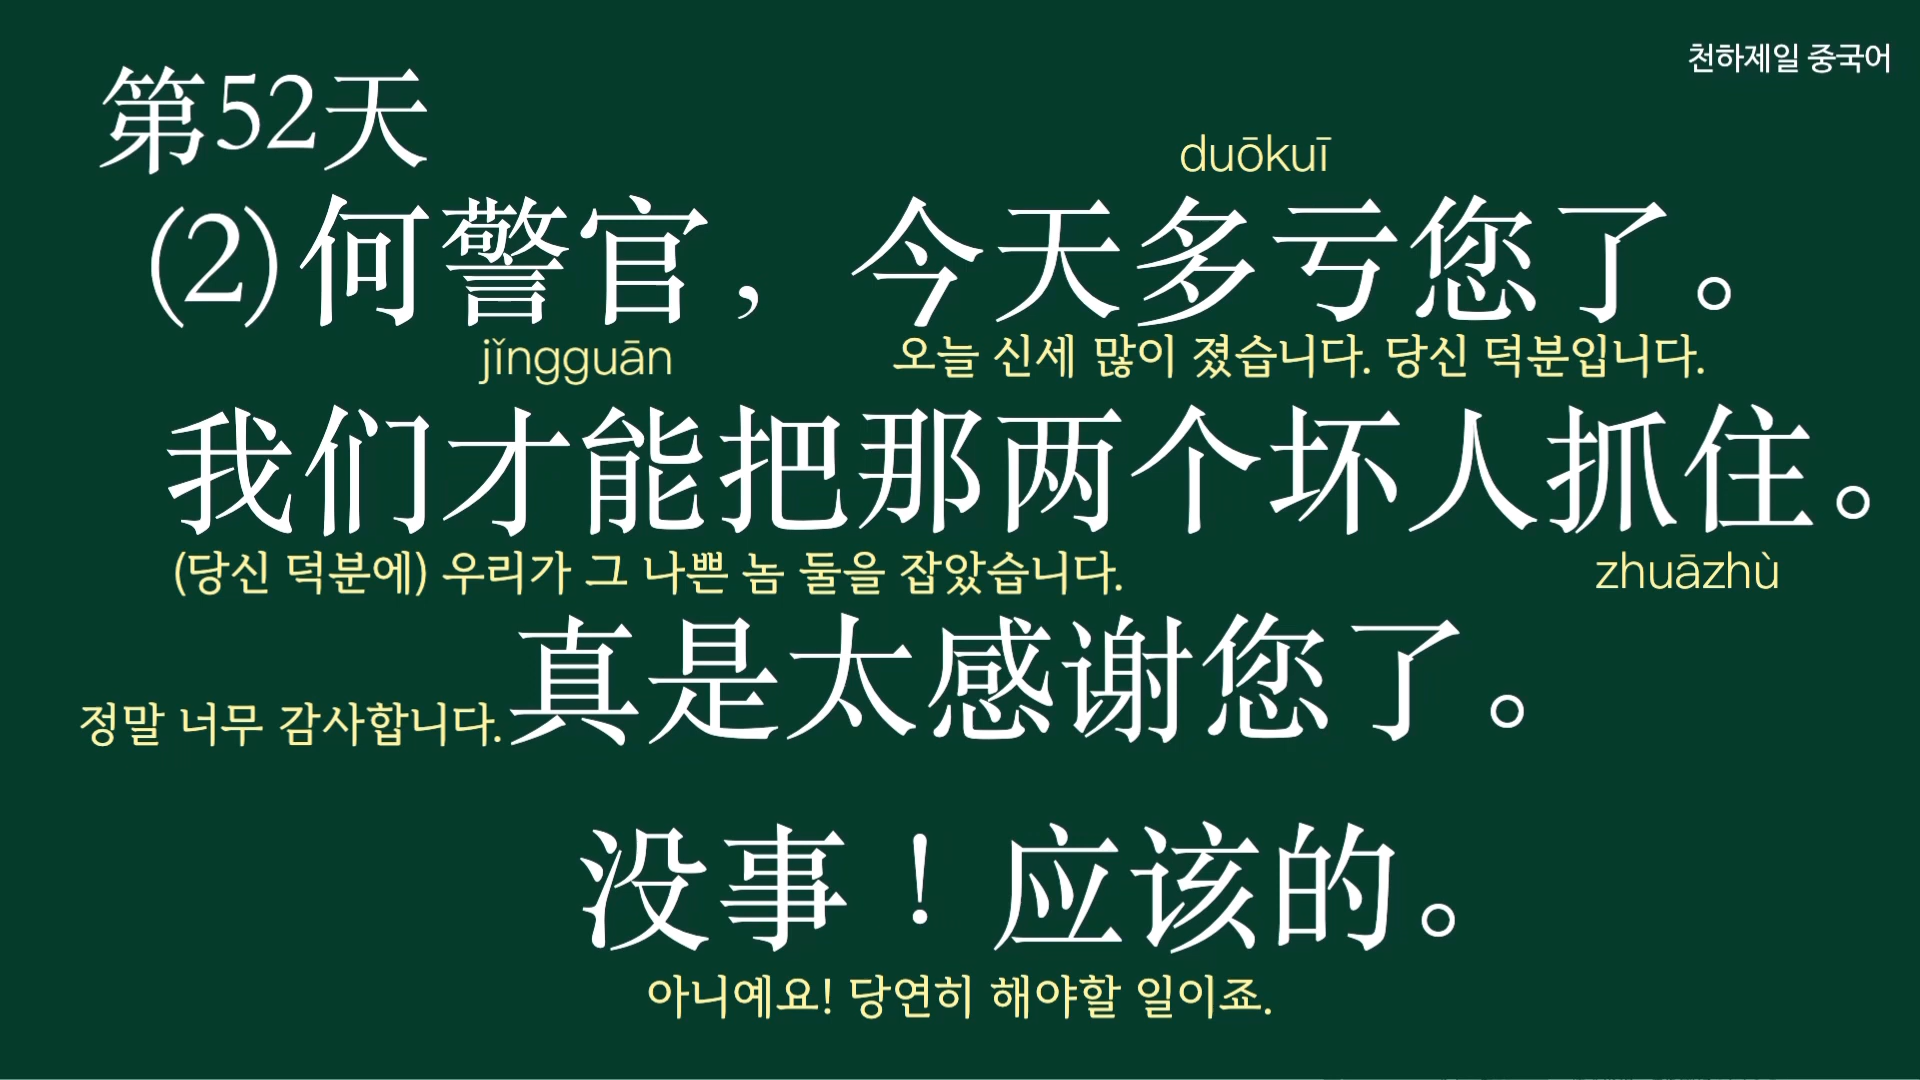 천하제일 중국어
第52天
duōkuī
(2)何警官，今天多亏您了。
jǐngguān 오늘 신세 많이 졌습니다. 당신 덕분입니다.
我们才能把那两个坏人抓住。
(당신 덕분에) 우리가 그 나쁜 놈 둘을 잡았습니다. zhuāzhù
정말 너무 감사합니다.真是太感谢您了。
没事！应该的。
아니예요! 당연히 해야할 일이죠.